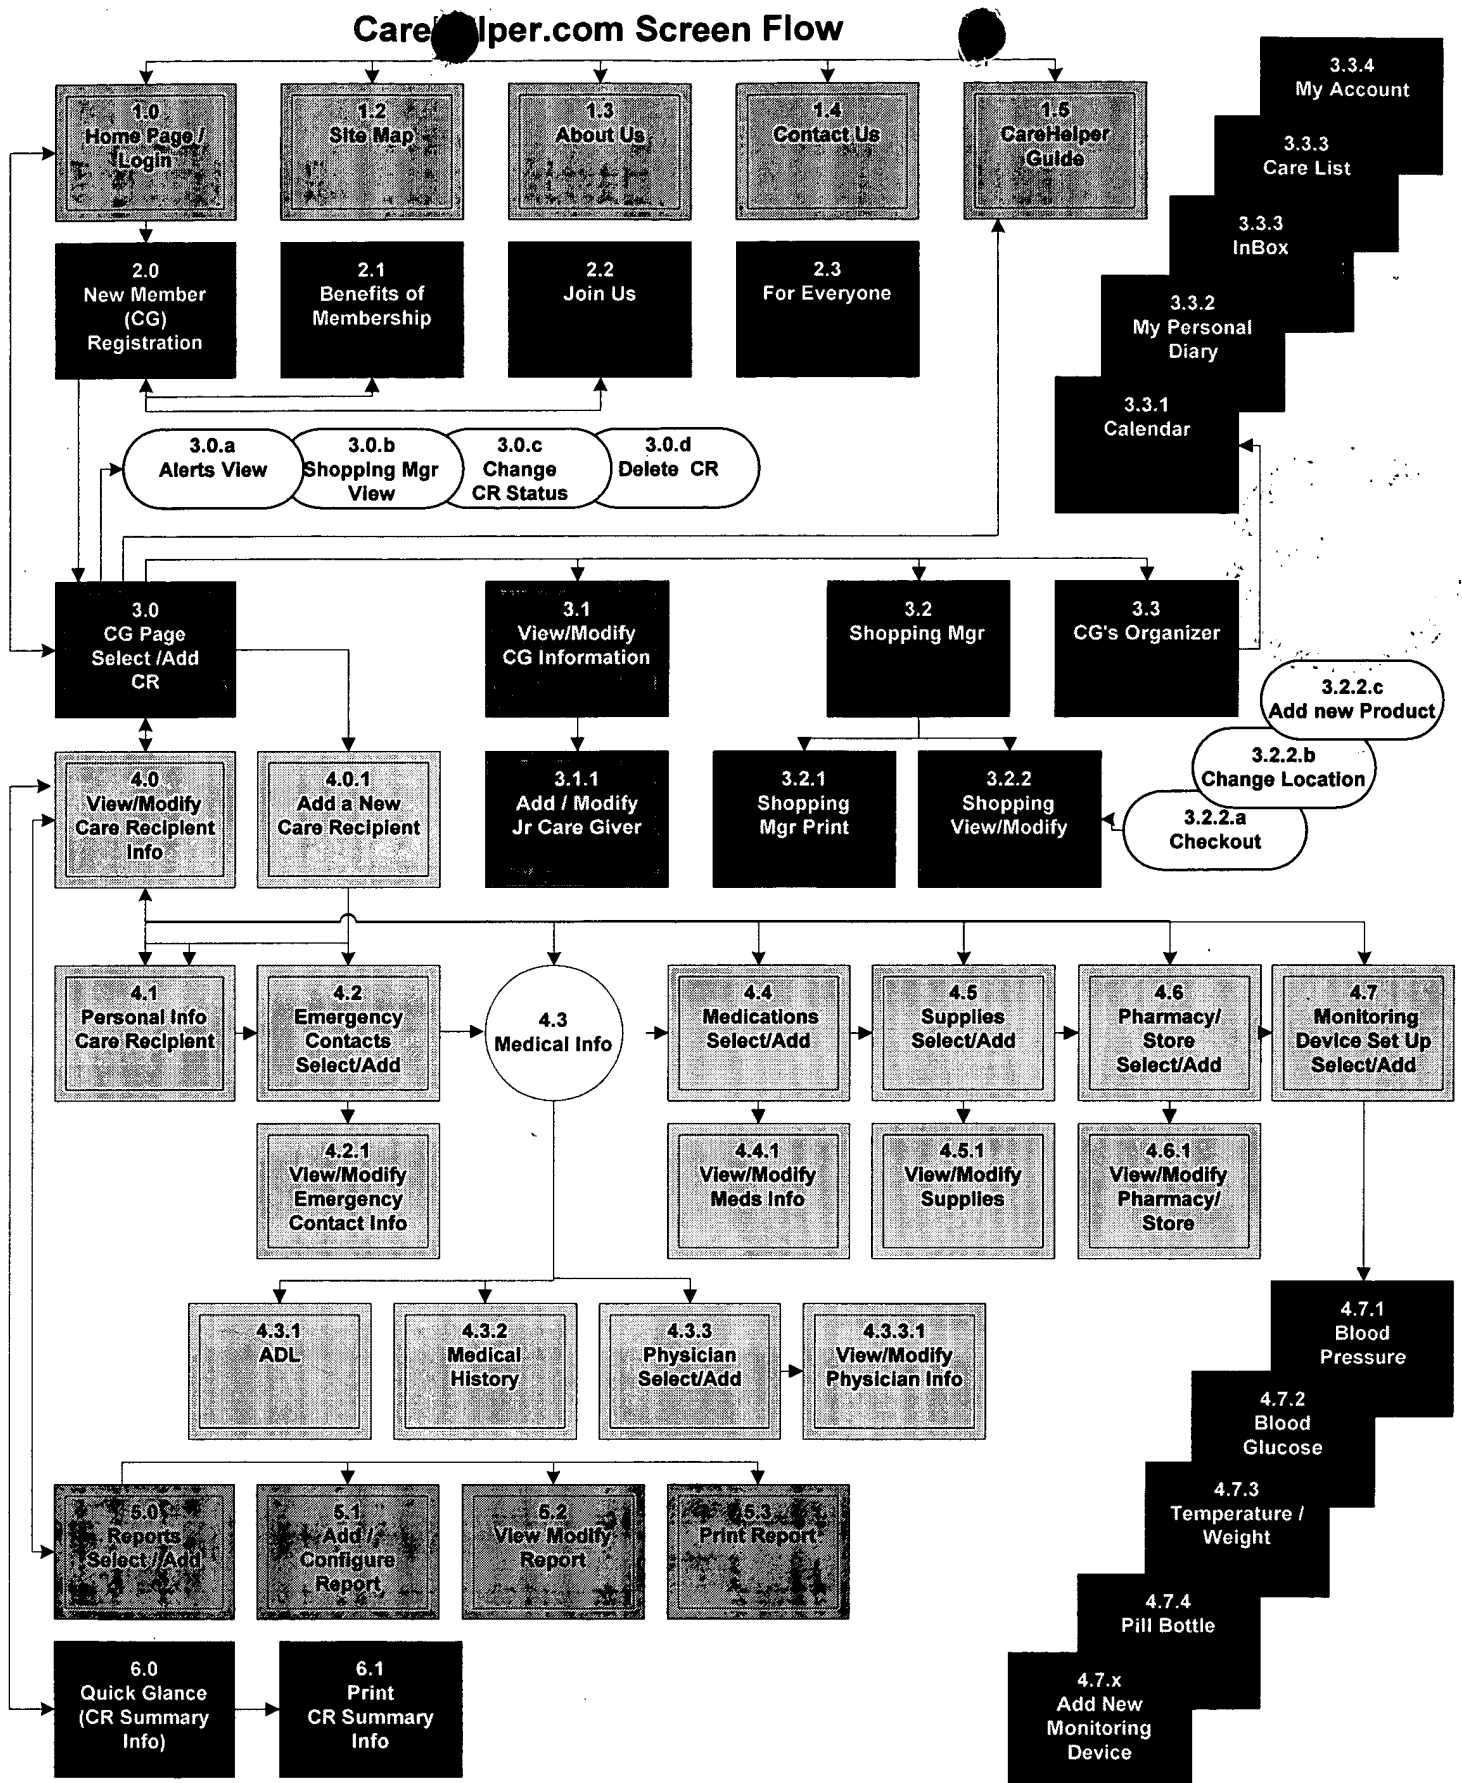 CareHelper.com Screen Flow
1.0
Home Page /
Login
1.2
Site Map
1.3
About Us
1.4
Contact Us
1.5
CareHelper
Guide
3.3.4
My Account
3.3.3
Care List
3.3.3
InBox
3.3.2
My Personal
Diary
3.3.1
Calendar
2.0
New Member
(CG)
Registration
2.1
Benefits of
Membership
2.2
Join Us
2.3
For Everyone
3.0.a
Alerts View
3.0.b
Shopping Mgr
View
3.0.c
Change
CR Status
3.0.d
Delete CR
3.0
CG Page
Select /Add
CR
3.1
View/Modify
CG Information
3.2
Shopping Mgr
3.3
CG's Organizer
3.2.2.c
Add new Product
3.2.2.b
Change Location
3.2.2.a
Checkout
4.0
View/Modify
Care Recipient
Info
4.0.1
Add a New
Care Recipient
3.1.1
Add / Modify
Jr Care Giver
3.2.1
Shopping
Mgr Print
3.2.2
Shopping
View/Modify
4.1
Personal Info
Care Recipient
4.2
Emergency
Contacts
Select/Add
4.3
Medical Info
4.4
Medications
Select/Add
4.5
Supplies
Select/Add
4.6
Pharmacy/
Store
Select/Add
4.7
Monitoring
Device Set Up
Select/Add
4.2.1
View/Modify
Emergency
Contact Info
4.4.1
View/Modify
Meds Info
4.5.1
View/Modify
Supplies
4.6.1
View/Modify
Pharmacy/
Store
4.3.1
ADL
4.3.2
Medical
History
4.3.3
Physician
Select/Add
4.3.3.1
View/Modify
Physician Info
4.7.1
Blood
Pressure
4.7.2
Blood
Glucose
4.7.3
Temperature /
Weight
4.7.4
Pill Bottle
4.7.x
Add New
Monitoring
Device
5.0
Reports
Select / Add
5.1
Add /
Configure
Report
5.2
View Modify
Report
5.3
Print Report
6.0
Quick Glance
(CR Summary
Info)
6.1
Print
CR Summary
Info